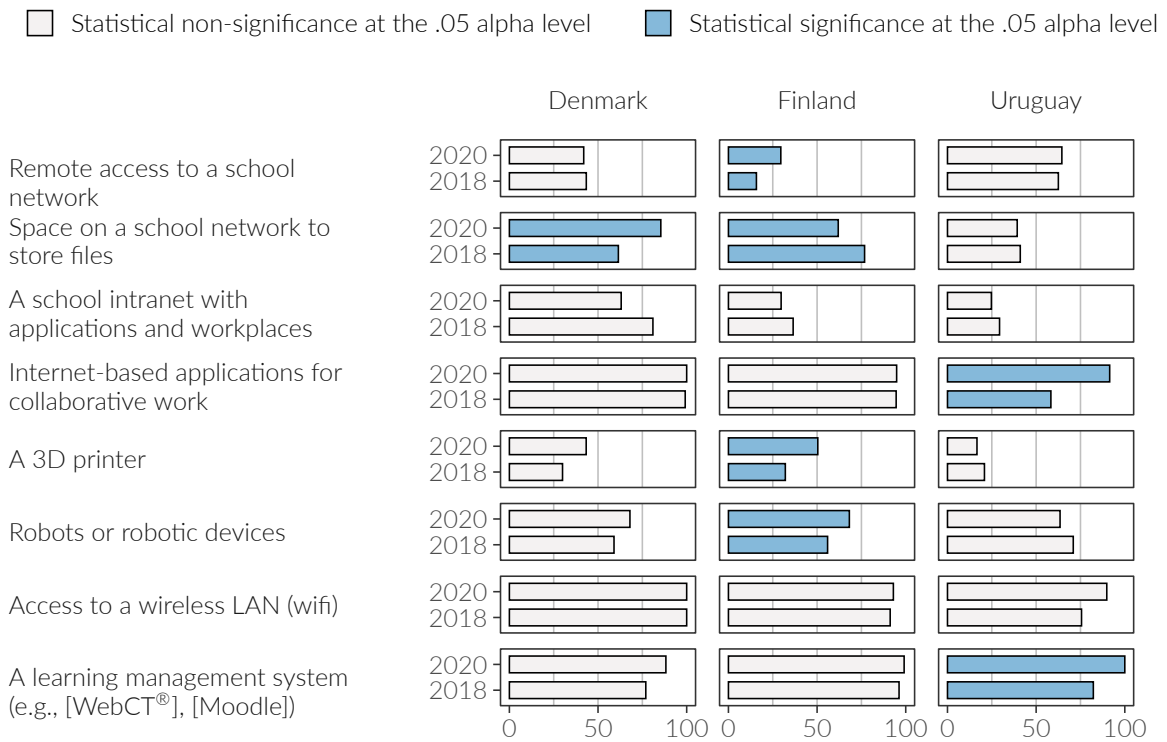 Statistical non-significance at the .05 alpha level
Statistical significance at the .05 alpha level
Denmark
Finland
Uruguay
Remote access to a school
network
2020
2018
Space on a school network to
store files
2020
2018
A school intranet with
applications and workplaces
2020
2018
Internet-based applications for
collaborative work
2020
2018
A 3D printer
2020
2018
Robots or robotic devices
2020
2018
Access to a wireless LAN (wifi)
2020
2018
A learning management system
(e.g., [WebCT®], [Moodle])
2020
2018
0 50 100
0 50 100
0 50 100